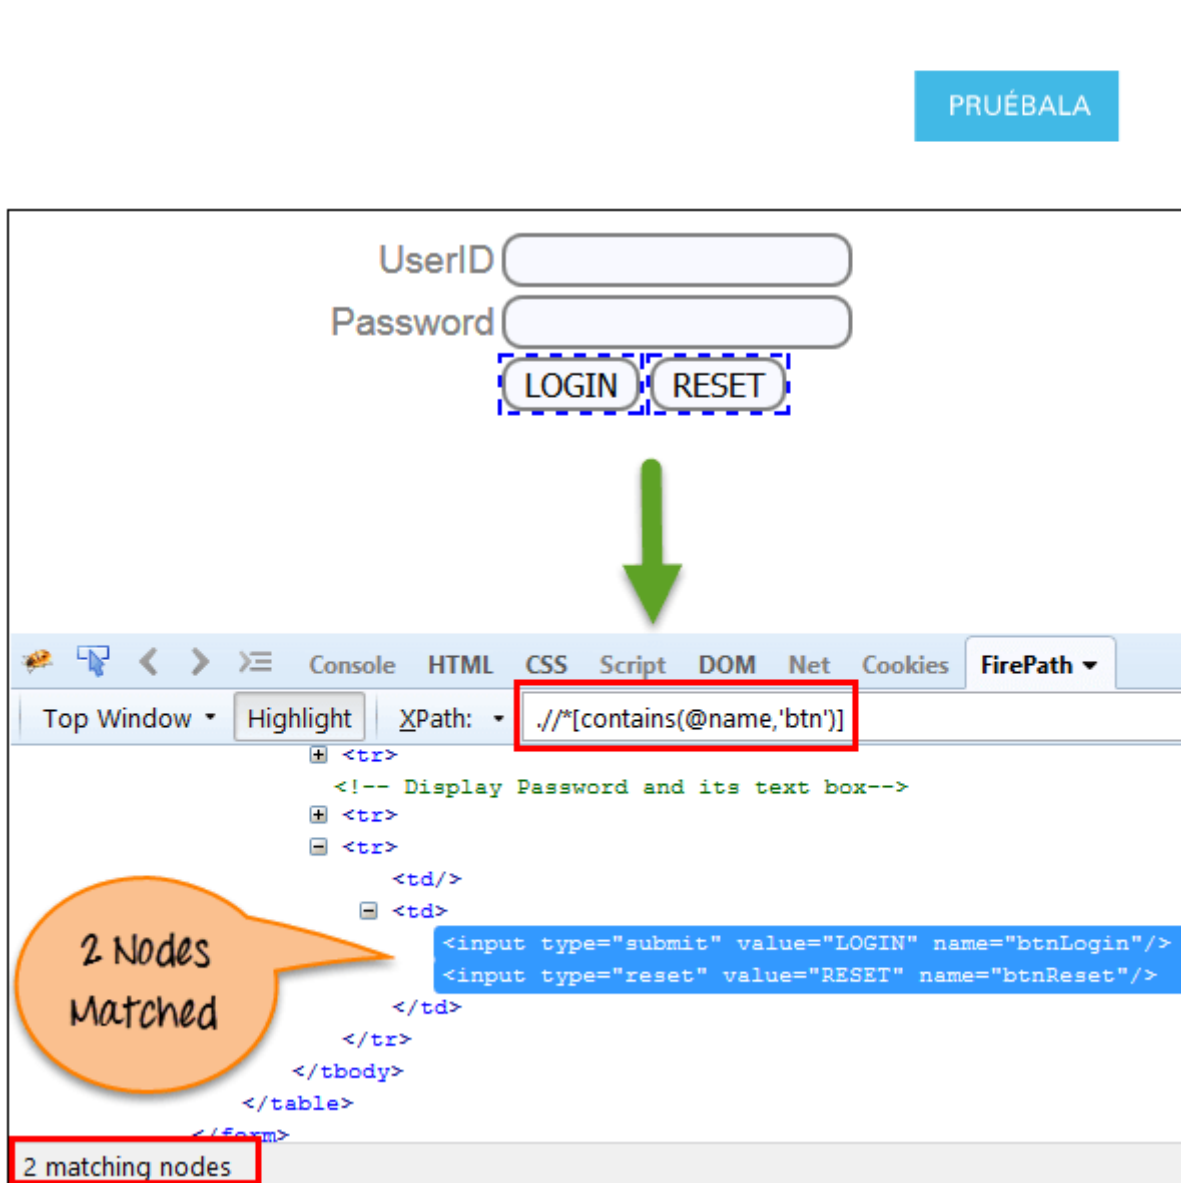 PRUÉBALA
UserID
Password
LOGIN RESET
Console HTML CSS Script DOM Net Cookies FirePath
Top Window Highlight XPath: .//*[contains(@name,'btn')]
<tr>
<!-- Display Password and its text box-->
<tr>
<tr>
<td/>
<td>
<input type="submit" value="LOGIN" name="btnLogin"/>
<input type="reset" value="RESET" name="btnReset"/>
</td>
</tr>
</tbody>
</table>
</form>
2 Nodes
Matched
2 matching nodes